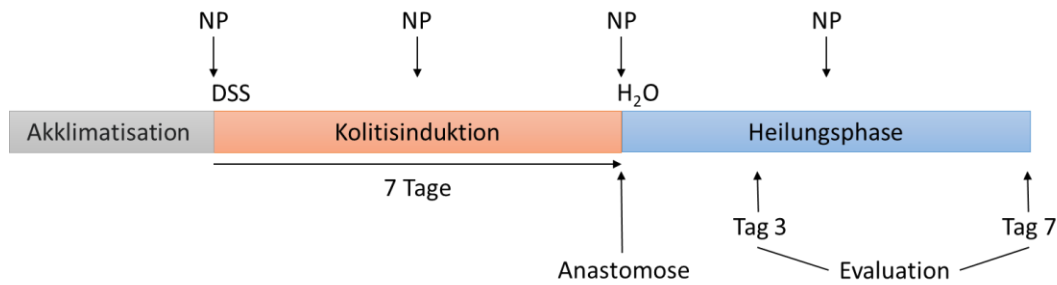 NP NP NP NP
DSS H₂O
Akklimatisation Kolitisinduktion Heilungsphase
7 Tage
Tag 3 Tag 7
Anastomose Evaluation